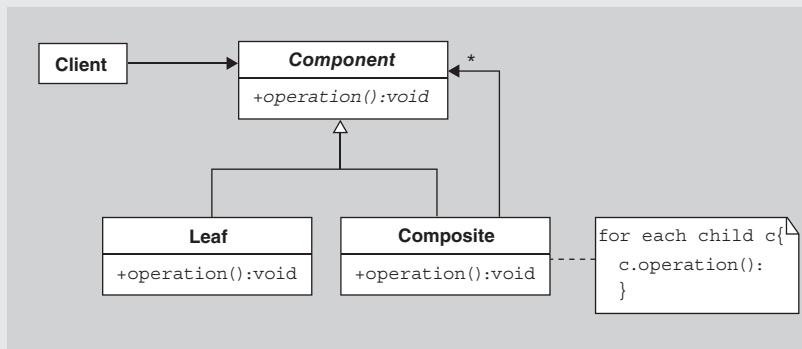 Client
Component
*
+operation():void
Leaf
+operation():void
Composite
+operation():void
for each child c{
c.operation():
}